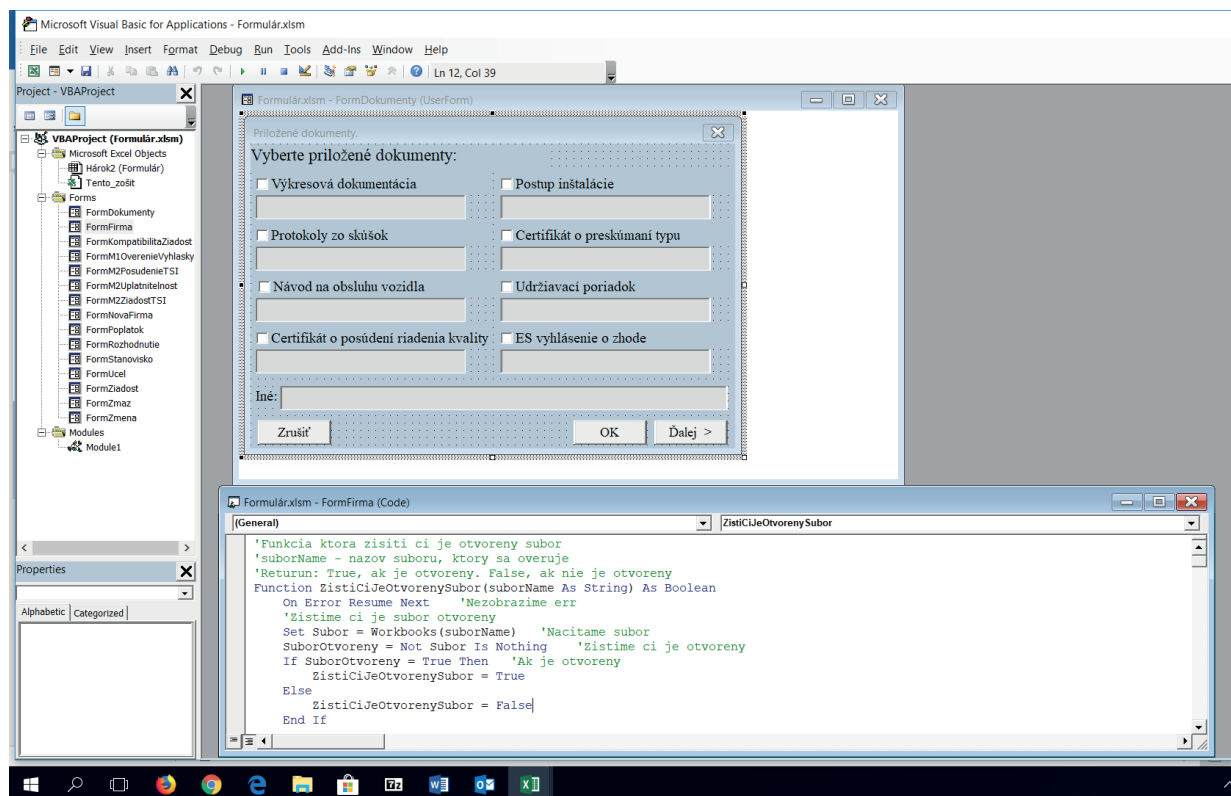 Microsoft Visual Basic for Applications - Formulár.xlsm
File Edit View Insert Format Debug Run Tools Add-Ins Window Help
Ln 12, Col 39
Project - VBAProject
VBAProject (Formulár.xlsm)
Microsoft Excel Objects
Hárok2 (Formulár)
Tento_zošit
Forms
FormDokumenty
FormFirma
FormKompatibilitaZiadost
FormM1OverenieVyhlasky
FormM2PosudenieTSI
FormM2Uplatnitelnost
FormM2ZiadostTSI
FormNovaFirma
FormPoplatok
FormRozhodnutie
FormStanovisko
FormUcel
FormZiadost
FormZmaz
FormZmena
Modules
Module1
Properties
Alphabetic Categorized
Formulár.xlsm - FormDokumenty (UserForm)
Priložené dokumenty.
Vyberte priložené dokumenty:
Výkresová dokumentácia Postup inštalácie
Protokoly zo skúšok Certifikát o preskúmaní typu
Návod na obsluhu vozidla Udržiavací poriadok
Certifikát o posúdení riadenia kvality ES vyhlásenie o zhode
Iné:
Zrušiť OK Ďalej >
Formulár.xlsm - FormFirma (Code)
(General) ZistiCiJeOtvorenySubor
'Funkcia ktora zisiti ci je otvoreny subor
'suborName - nazov suboru, ktory sa overuje
'Returun: True, ak je otvoreny. False, ak nie je otvoreny
Function ZistiCiJeOtvorenySubor(suborName As String) As Boolean
On Error Resume Next 'Nezobrazime err
'Zistime ci je subor otvoreny
Set Subor = Workbooks(suborName) 'Nacitame subor
SuborOtvoreny = Not Subor Is Nothing 'Zistime ci je otvoreny
If SuborOtvoreny = True Then 'Ak je otvoreny
ZistiCiJeOtvorenySubor = True
Else
ZistiCiJeOtvorenySubor = False
End If
7z